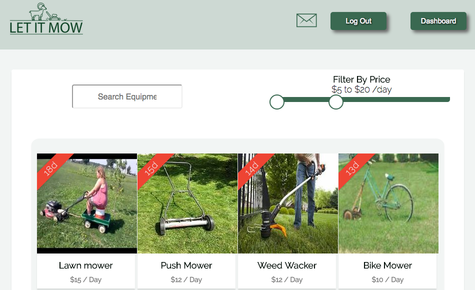 LET IT MOW
Log Out
Dashboard
Search Equipme
Filter By Price
$5 to $20 /day
18d
15d
14d
13d
Lawn mower
Push Mower
Weed Wacker
Bike Mower
$15 / Day
$12 / Day
$12 / Day
$10 / Day